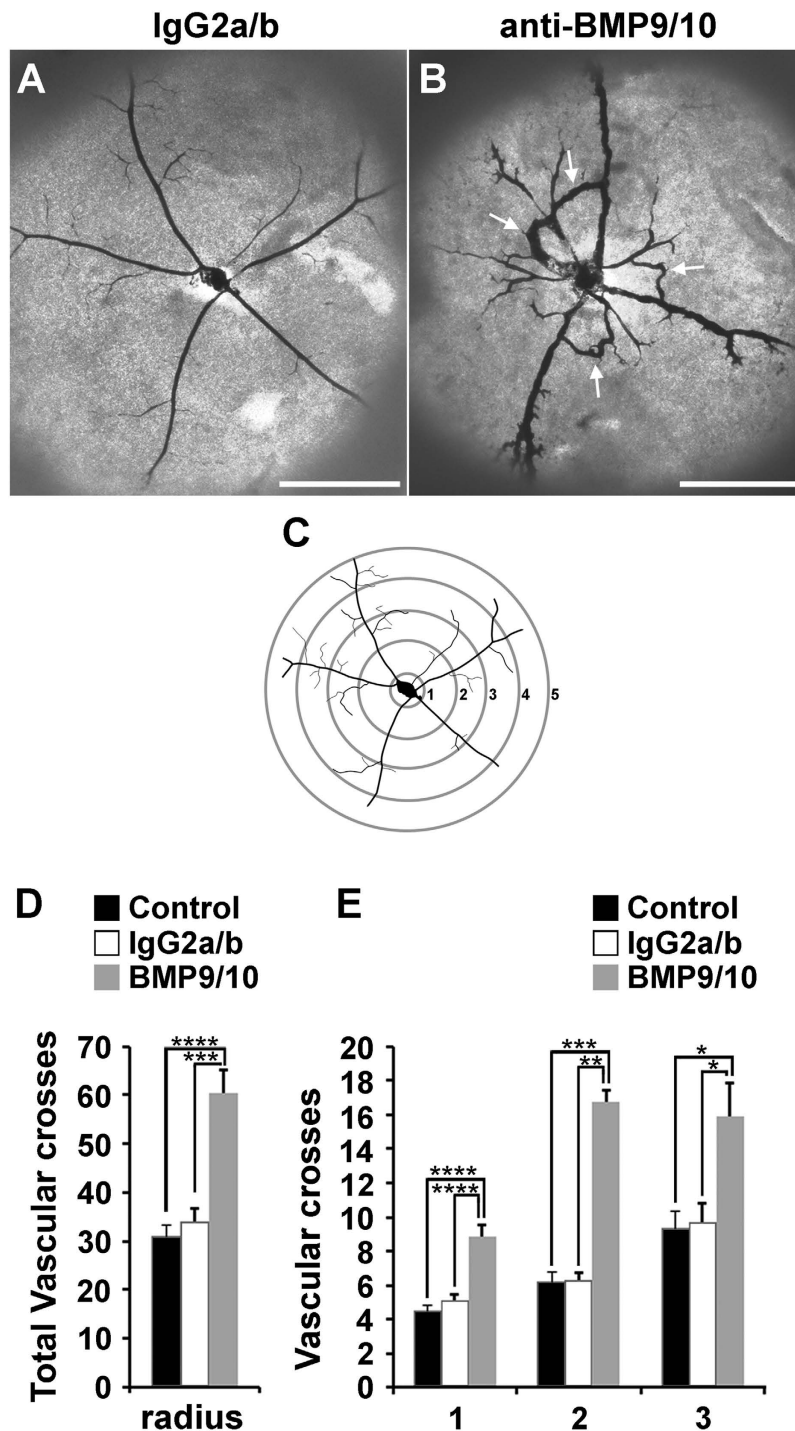 IgG2a/b
anti-BMP9/10
A
B
C
1 2 3 4 5
D
Control
IgG2a/b
BMP9/10
Total Vascular crosses
70
60
50
40
30
20
10
0
****
***
radius
E
Control
IgG2a/b
BMP9/10
Vascular crosses
20
18
16
14
12
10
8
6
4
2
0
****
****
***
**
*
*
1 2 3